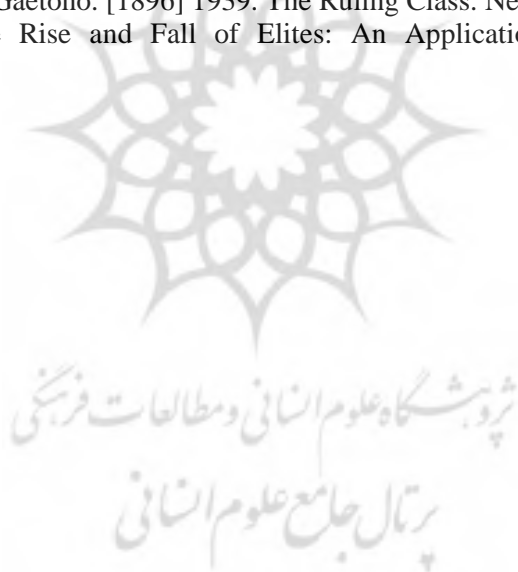 Gaetono. [1896] 1939. The Ruling Class. Ne
Rise and Fall of Elites: An Applicatio
پژوهشگاه علوم انسانی و مطالعات فرهنگی
پرتال جامع علوم انسانی